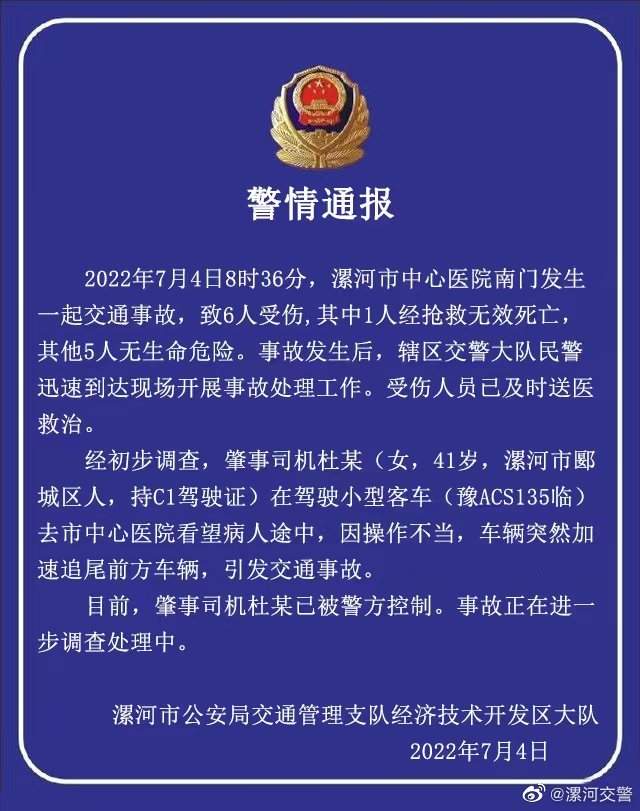 警情通报
2022年7月4日8时36分，漯河市中心医院南门发生
一起交通事故，致6人受伤,其中1人经抢救无效死亡，
其他5人无生命危险。事故发生后，辖区交警大队民警
迅速到达现场开展事故处理工作。受伤人员已及时送医
救治。
经初步调查，肇事司机杜某（女，41岁，漯河市郾
城区人，持C1驾驶证）在驾驶小型客车（豫ACS135临）
去市中心医院看望病人途中，因操作不当，车辆突然加
速追尾前方车辆，引发交通事故。
目前，肇事司机杜某已被警方控制。事故正在进一
步调查处理中。
漯河市公安局交通管理支队经济技术开发区大队
2022年7月4日
@漯河交警